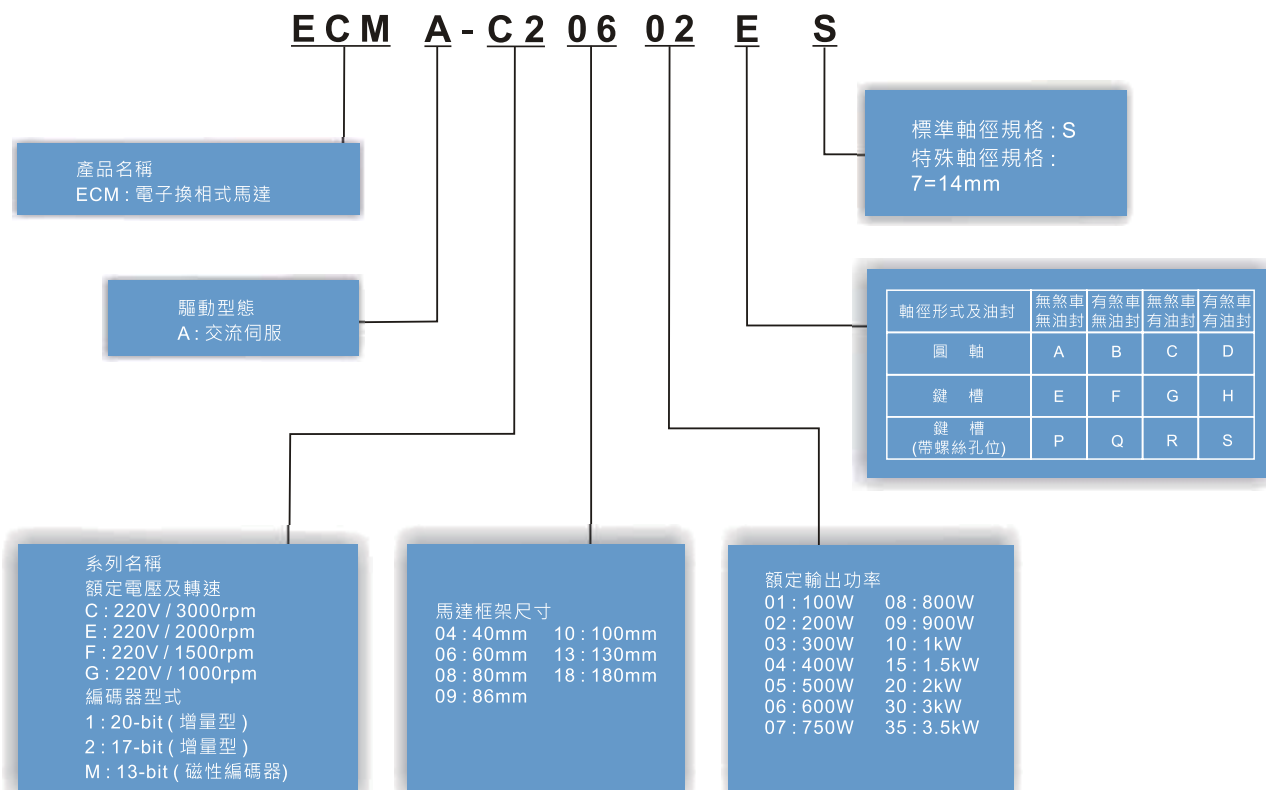 ECM A-C2 06 02 E S
產品名稱
ECM : 電子換相式馬達
驅動型態
A : 交流伺服
標準軸徑規格 : S
特殊軸徑規格 :
7=14mm
軸徑形式及油封 無煞車 有煞車 無煞車 有煞車
無油封 無油封 有油封 有油封
圓 軸 A B C D
鍵 槽 E F G H
鍵 槽
(帶螺絲孔位) P Q R S
系列名稱
額定電壓及轉速
C : 220V / 3000rpm
E : 220V / 2000rpm
F : 220V / 1500rpm
G : 220V / 1000rpm
編碼器型式
1 : 20-bit ( 增量型 )
2 : 17-bit ( 增量型 )
M : 13-bit ( 磁性編碼器)
馬達框架尺寸
04 : 40mm 10 : 100mm
06 : 60mm 13 : 130mm
08 : 80mm 18 : 180mm
09 : 86mm
額定輸出功率
01 : 100W 08 : 800W
02 : 200W 09 : 900W
03 : 300W 10 : 1kW
04 : 400W 15 : 1.5kW
05 : 500W 20 : 2kW
06 : 600W 30 : 3kW
07 : 750W 35 : 3.5kW